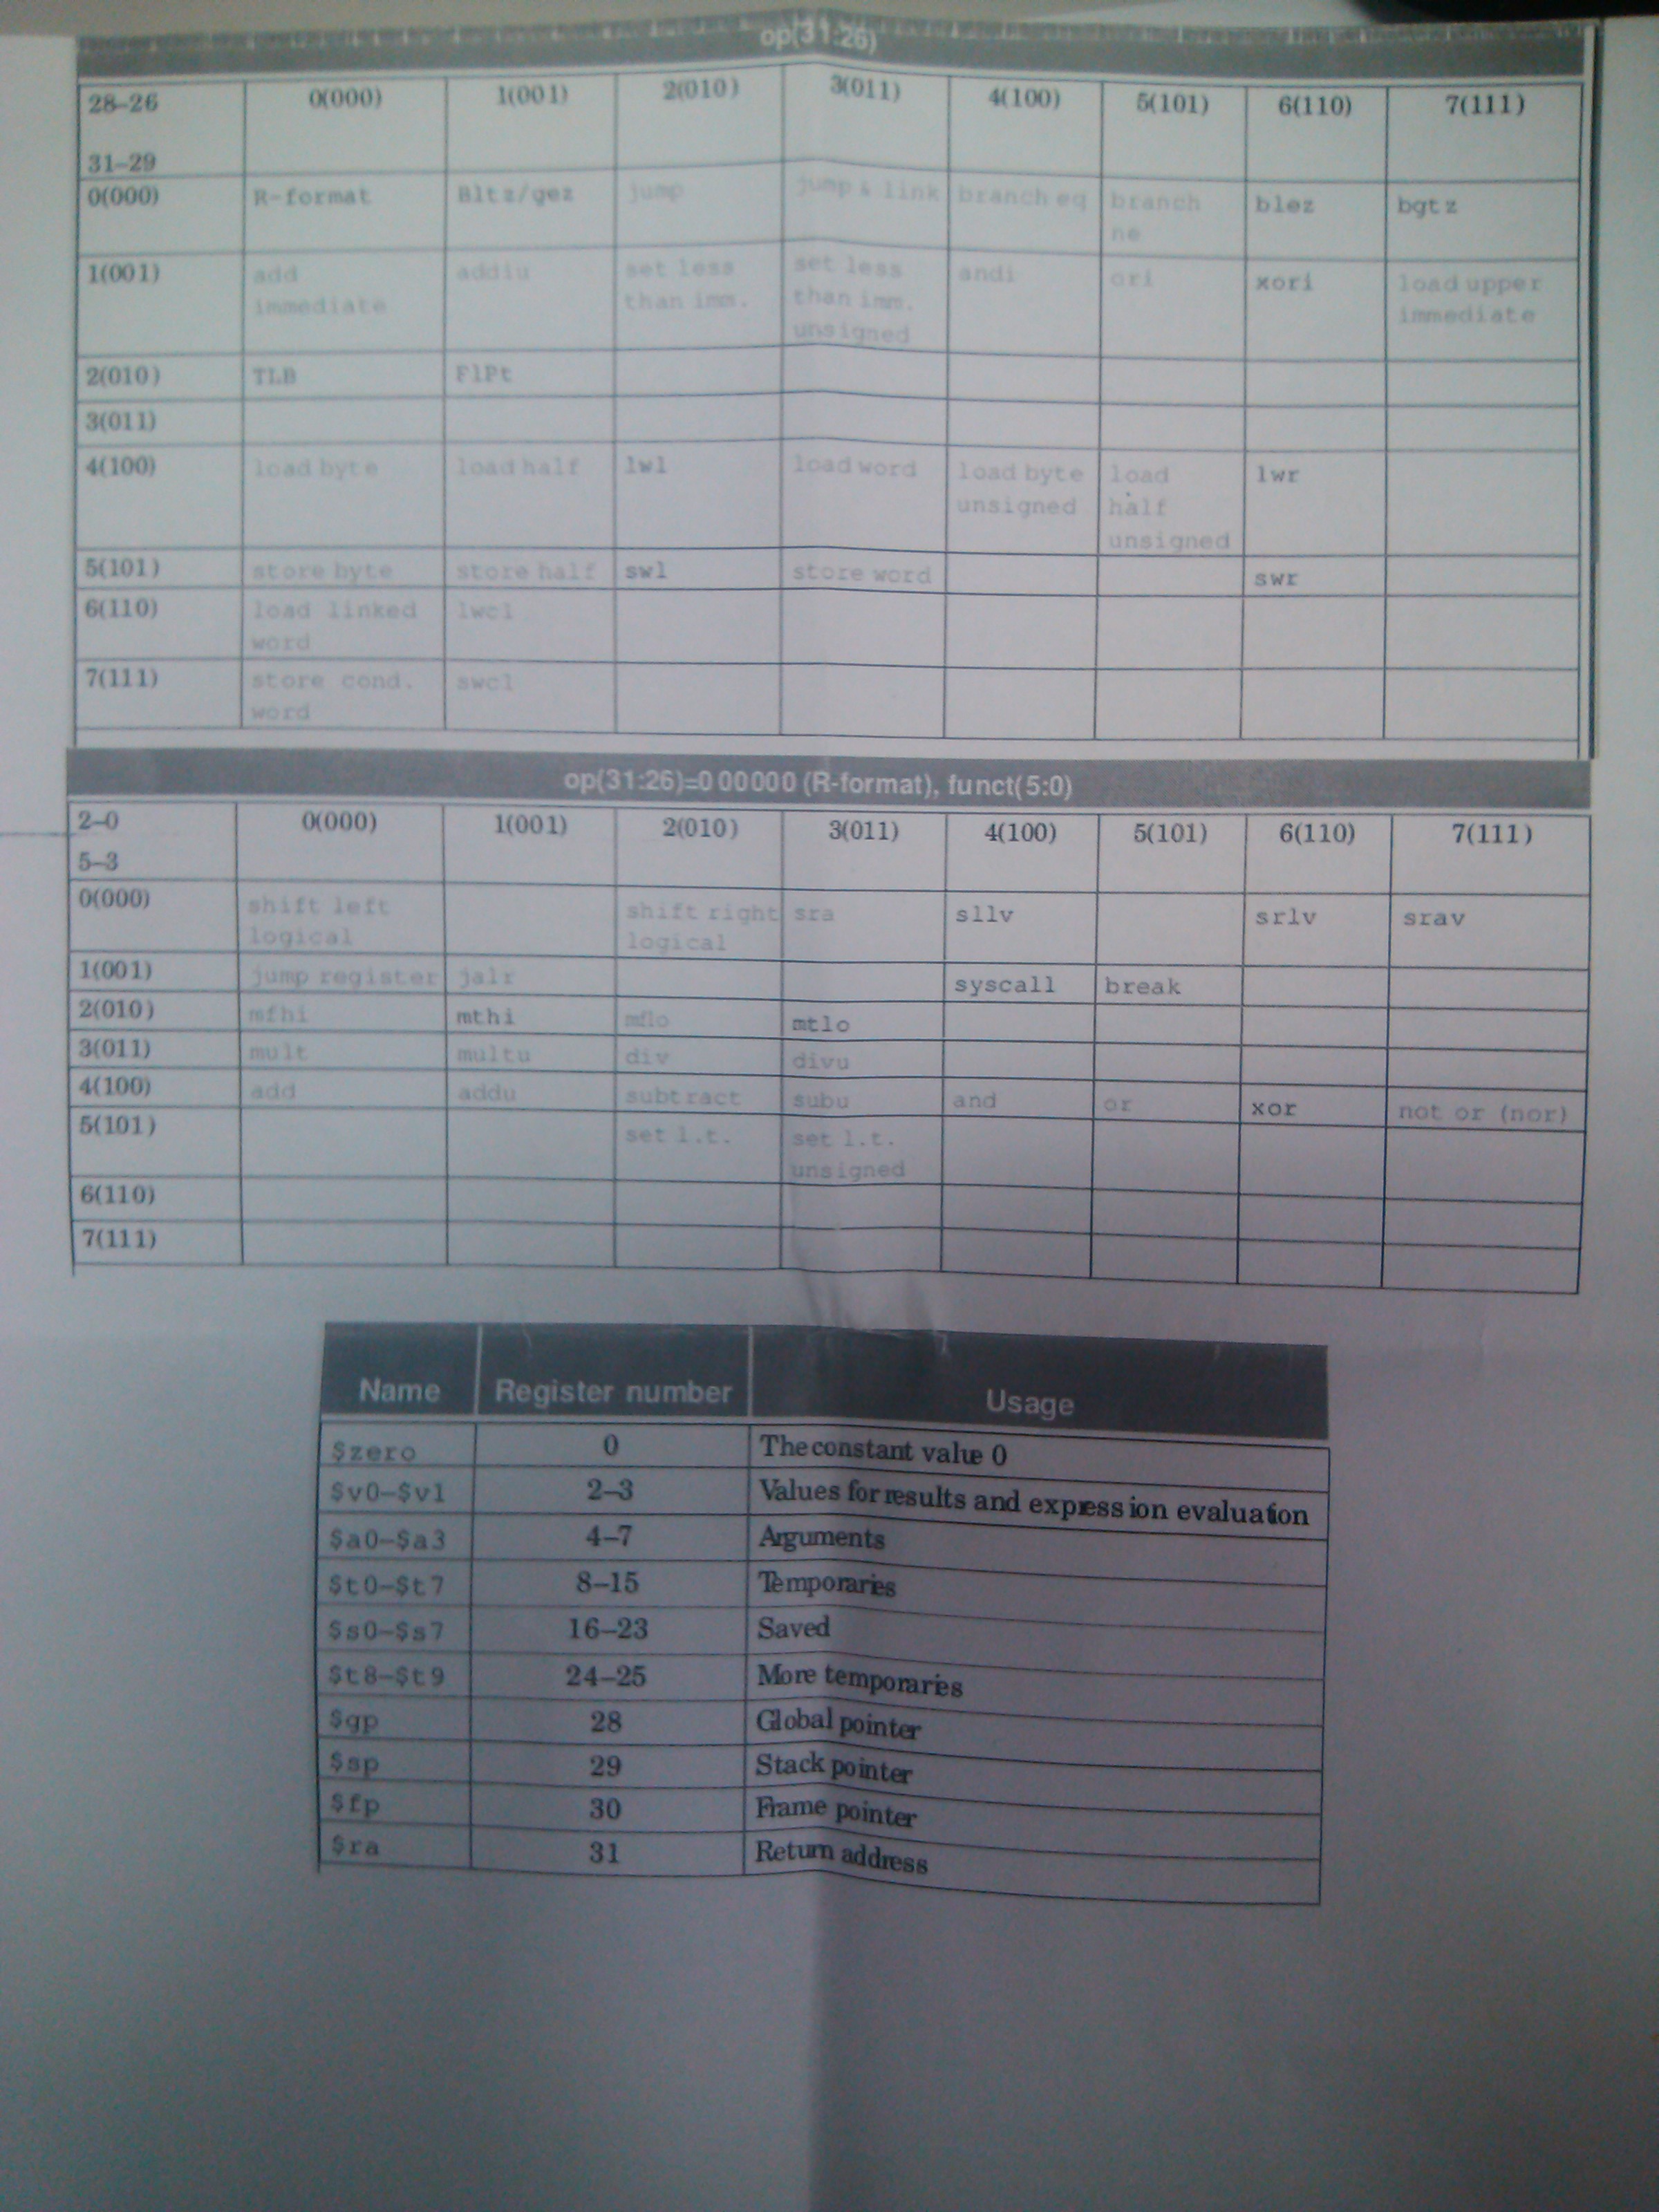 op(31:26)
28–26 0(000) 1(001) 2(010) 3(011) 4(100) 5(101) 6(110) 7(111)
31–29
0(000) R-format Bltz/gez jump jump & link branch eq branch blez bgtz
ne
1(001) add addiu set less set less andi ori xori load upper
immediate than imm. than imm. immediate
unsigned
2(010) TLB FlPt
3(011)
4(100) load byte load half lwl load word load byte load lwr
unsigned half
unsigned
5(101) store byte store half swl store word swr
6(110) load linked lwc1
word
7(111) store cond. swc1
word
op(31:26)=000000 (R-format), funct(5:0)
2–0 0(000) 1(001) 2(010) 3(011) 4(100) 5(101) 6(110) 7(111)
5–3
0(000) shift left shift right sra sllv srlv srav
logical logical
1(001) jump register jalr syscall break
2(010) mfhi mthi mflo mtlo
3(011) mult multu div divu
4(100) add addu subtract subu and or xor not or (nor)
5(101) set l.t. set l.t.
unsigned
6(110)
7(111)
Name Register number Usage
$zero 0 The constant value 0
$v0–$v1 2–3 Values for results and expression evaluation
$a0–$a3 4–7 Arguments
$t0–$t7 8–15 Temporaries
$s0–$s7 16–23 Saved
$t8–$t9 24–25 More temporaries
$gp 28 Global pointer
$sp 29 Stack pointer
$fp 30 Frame pointer
$ra 31 Return address